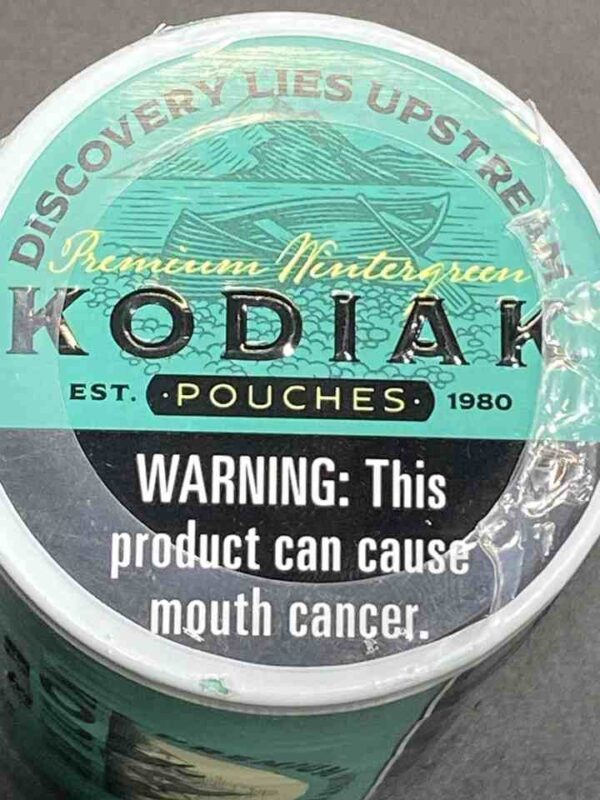 DISCOVERY LIES UPSTREAM
Premium Wintergreen
KODIAK
EST. ·POUCHES· 1980
WARNING: This
product can cause
mouth cancer.